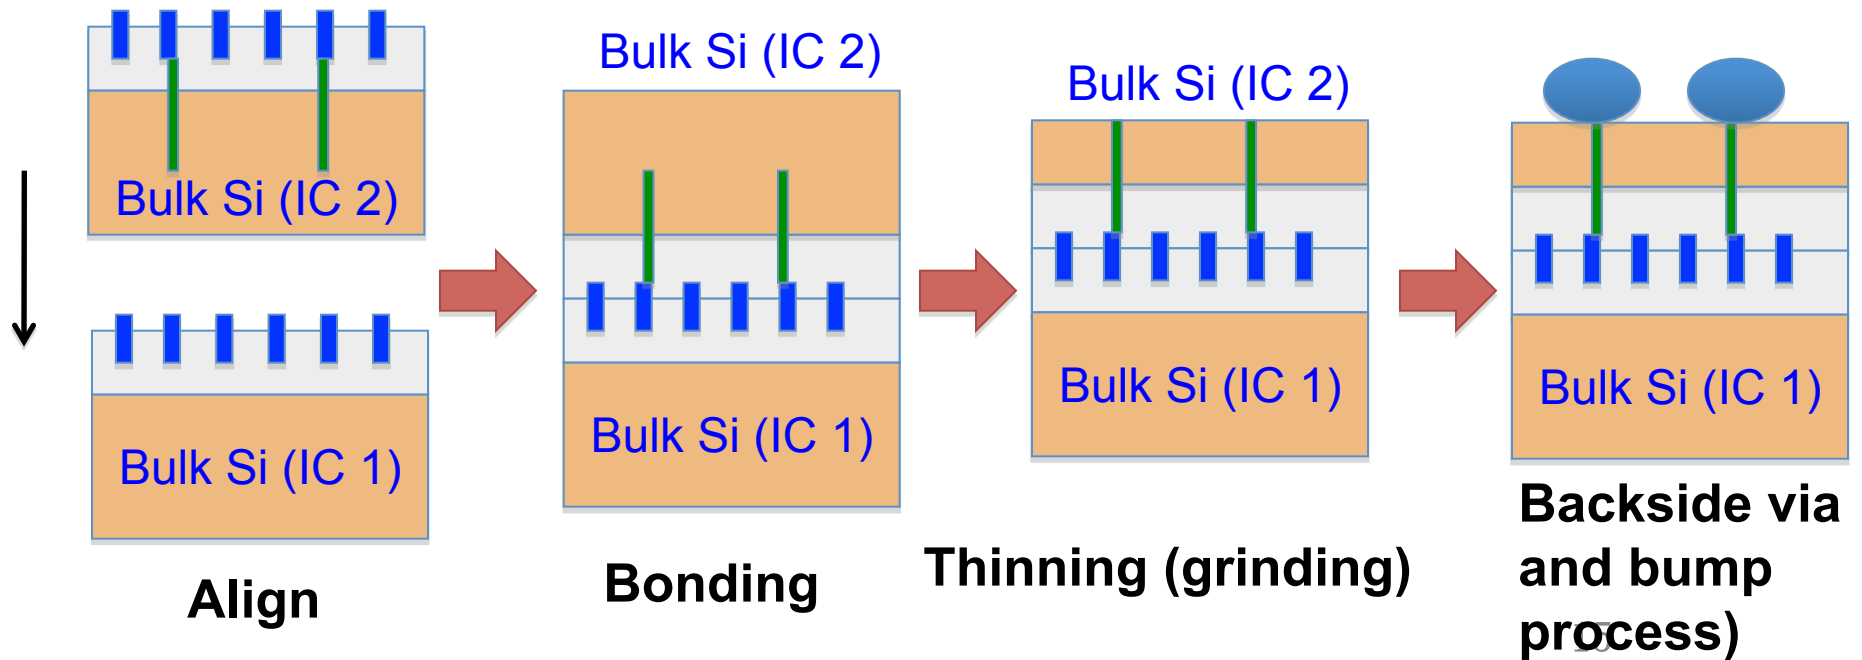 Bulk Si (IC 2)
Bulk Si (IC 1)
Align
Bulk Si (IC 2)
Bulk Si (IC 1)
Bonding
Bulk Si (IC 2)
Bulk Si (IC 1)
Thinning (grinding)
Bulk Si (IC 1)
Backside via
and bump
process)